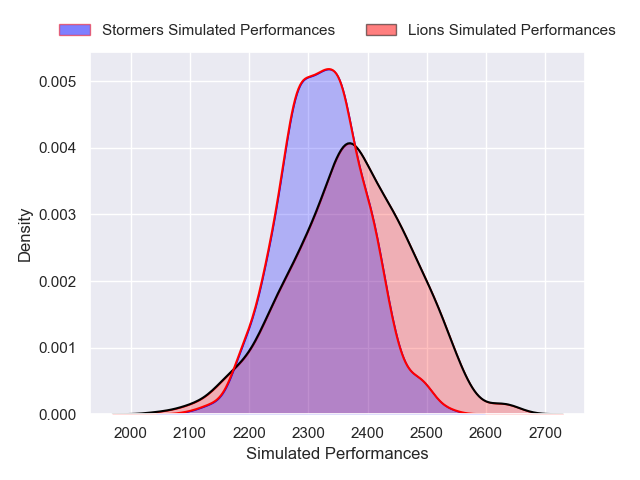 Stormers Simulated Performances
Lions Simulated Performances
0.005
0.004
0.003
0.002
0.001
0.000
Density
2000 2100 2200 2300 2400 2500 2600 2700
Simulated Performances